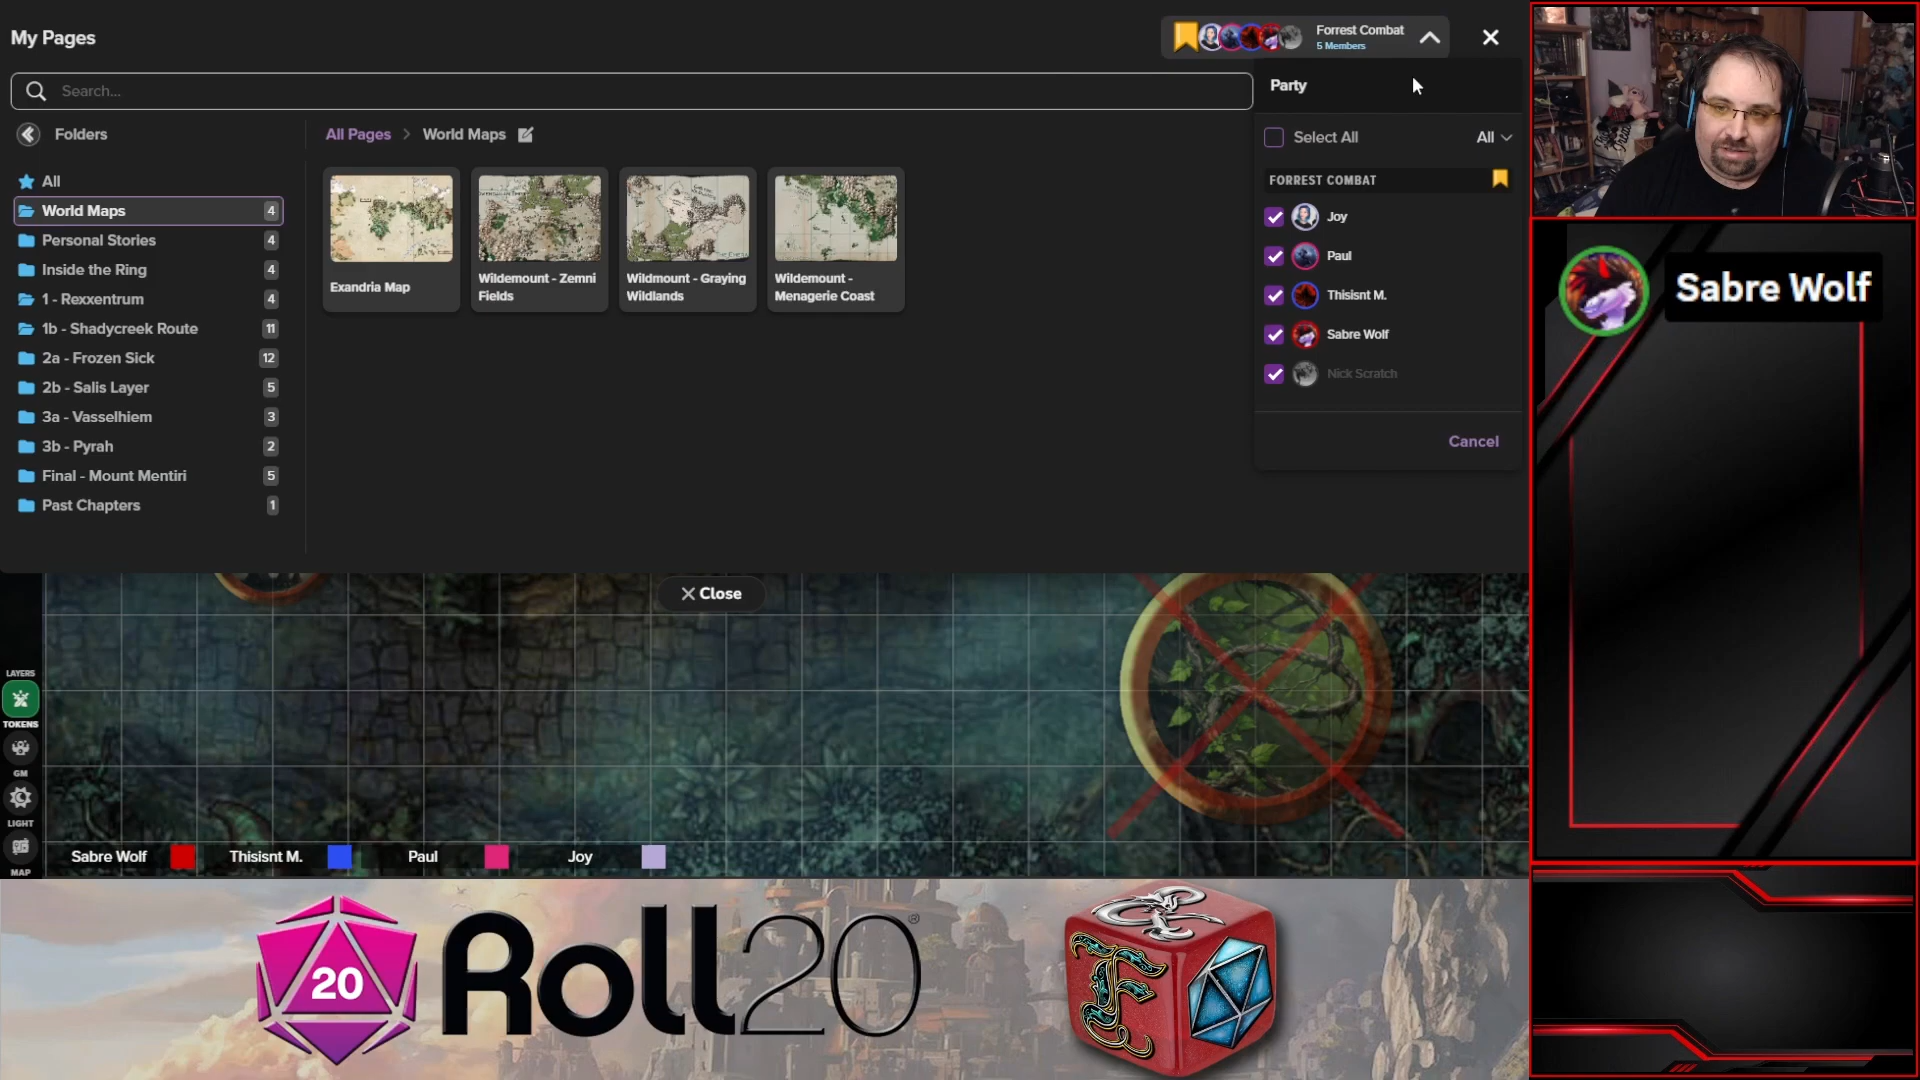 My Pages
Forrest Combat
5 Members
Search...
Party
Folders
All Pages > World Maps
Select All
All
All
FORREST COMBAT
World Maps 4
Joy
Personal Stories 4
Paul
Inside the Ring 4
Exandria Map
Wildemount - Zemni Fields
Wildmount - Graying Wildlands
Wildemount - Menagerie Coast
Thisisnt M.
1 - Rexxentrum 4
Sabre Wolf
1b - Shadycreek Route 11
Nick Scratch
2a - Frozen Sick 12
2b - Salis Layer 5
3a - Vasselhiem 3
Cancel
3b - Pyrah 2
Final - Mount Mentiri 5
Past Chapters 1
Close
LAYERS
TOKENS
GM
LIGHT
MAP
Sabre Wolf
Thisisnt M.
Paul
Joy
Sabre Wolf
20
Roll20®